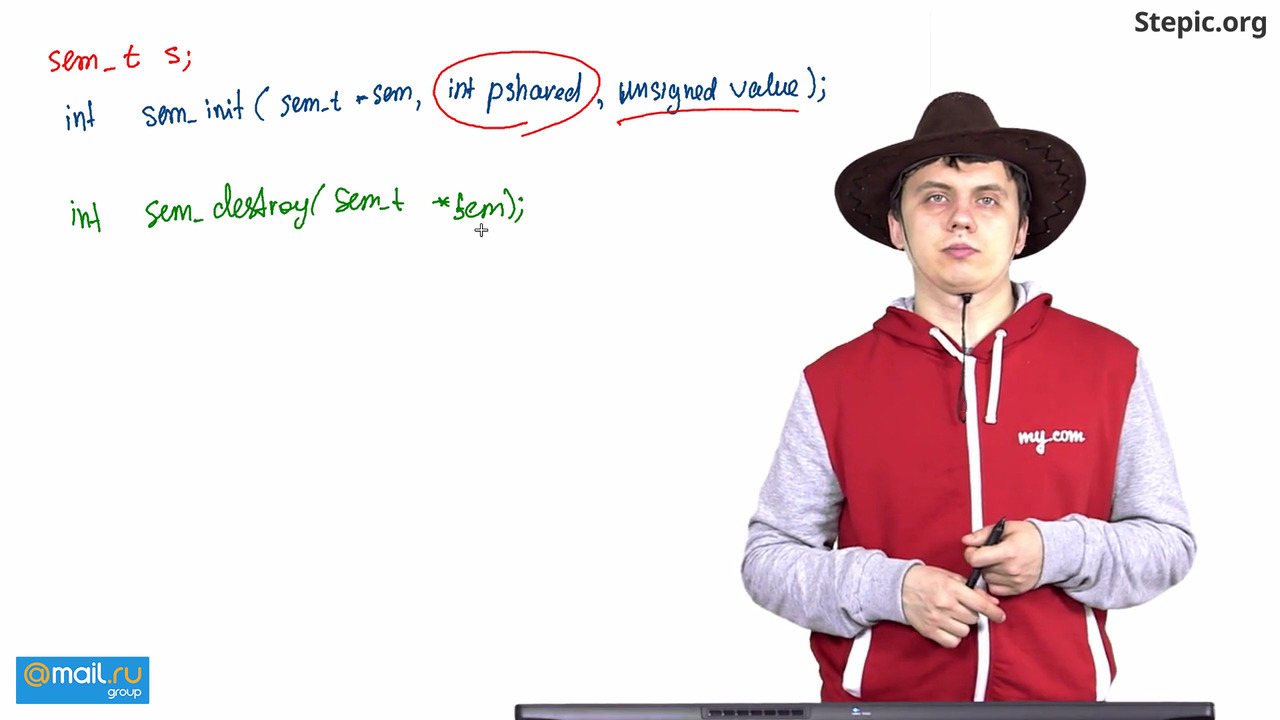 Stepic.org
sem_t s;
int sem_init( sem_t *sem, int pshared, unsigned value);
int sem_destroy( sem_t *sem);
my.com
@mail.ru
group